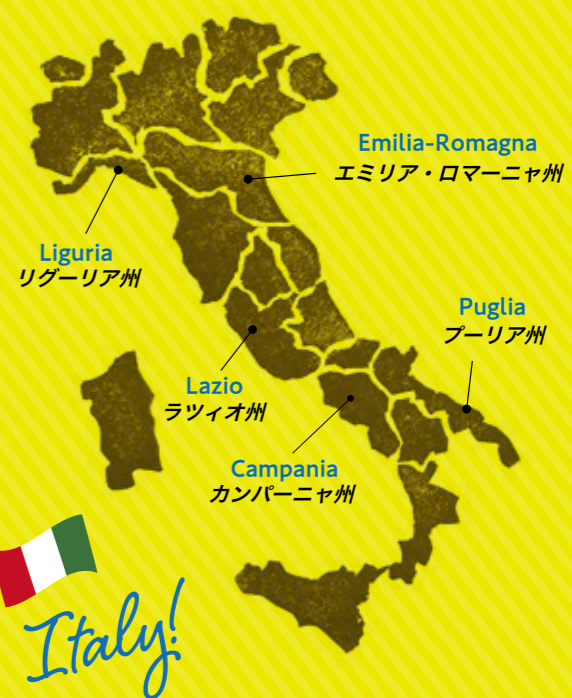 Emilia-Romagna
エミリア・ロマーニャ州
Liguria
リグーリア州
Puglia
プーリア州
Lazio
ラツィオ州
Campania
カンパーニャ州
Italy!